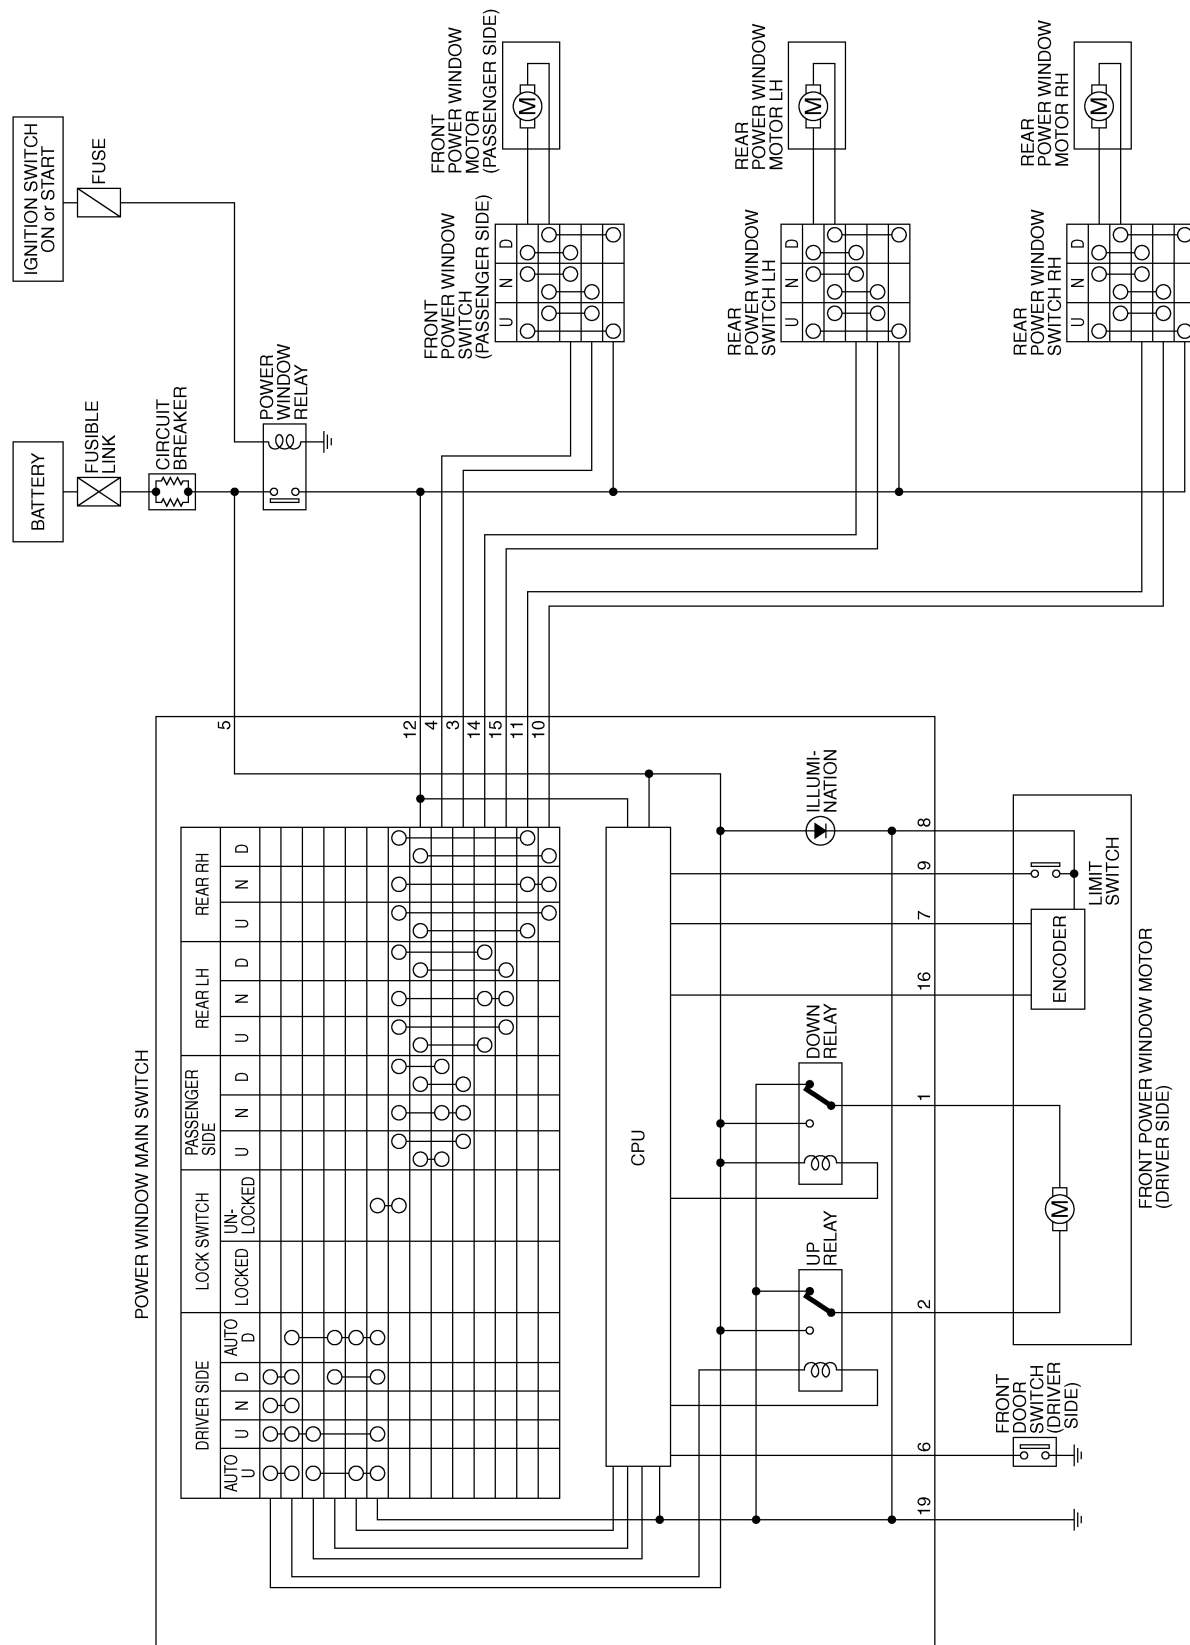 IGNITION SWITCH
ON or START
FUSE
BATTERY
FUSIBLE
LINK
CIRCUIT
BREAKER
POWER
WINDOW
RELAY
FRONT
POWER WINDOW
MOTOR
(PASSENGER SIDE)
M
FRONT
POWER WINDOW
SWITCH
(PASSENGER SIDE)
U N D
REAR
POWER WINDOW
MOTOR LH
M
REAR
POWER WINDOW
SWITCH LH
U N D
REAR
POWER WINDOW
MOTOR RH
M
REAR
POWER WINDOW
SWITCH RH
U N D
5
12
4
3
14
15
11
10
POWER WINDOW MAIN SWITCH
DRIVER SIDE
AUTO
U
U
N
D
AUTO
D
LOCK SWITCH
LOCKED
UN-
LOCKED
PASSENGER
SIDE
U N D
REAR LH
U N D
REAR RH
U N D
CPU
UP
RELAY
DOWN
RELAY
ILLUMI-
NATION
19
6
2
1
16
7
9
8
FRONT
DOOR
SWITCH
(DRIVER
SIDE)
M
ENCODER
LIMIT
SWITCH
FRONT POWER WINDOW MOTOR
(DRIVER SIDE)